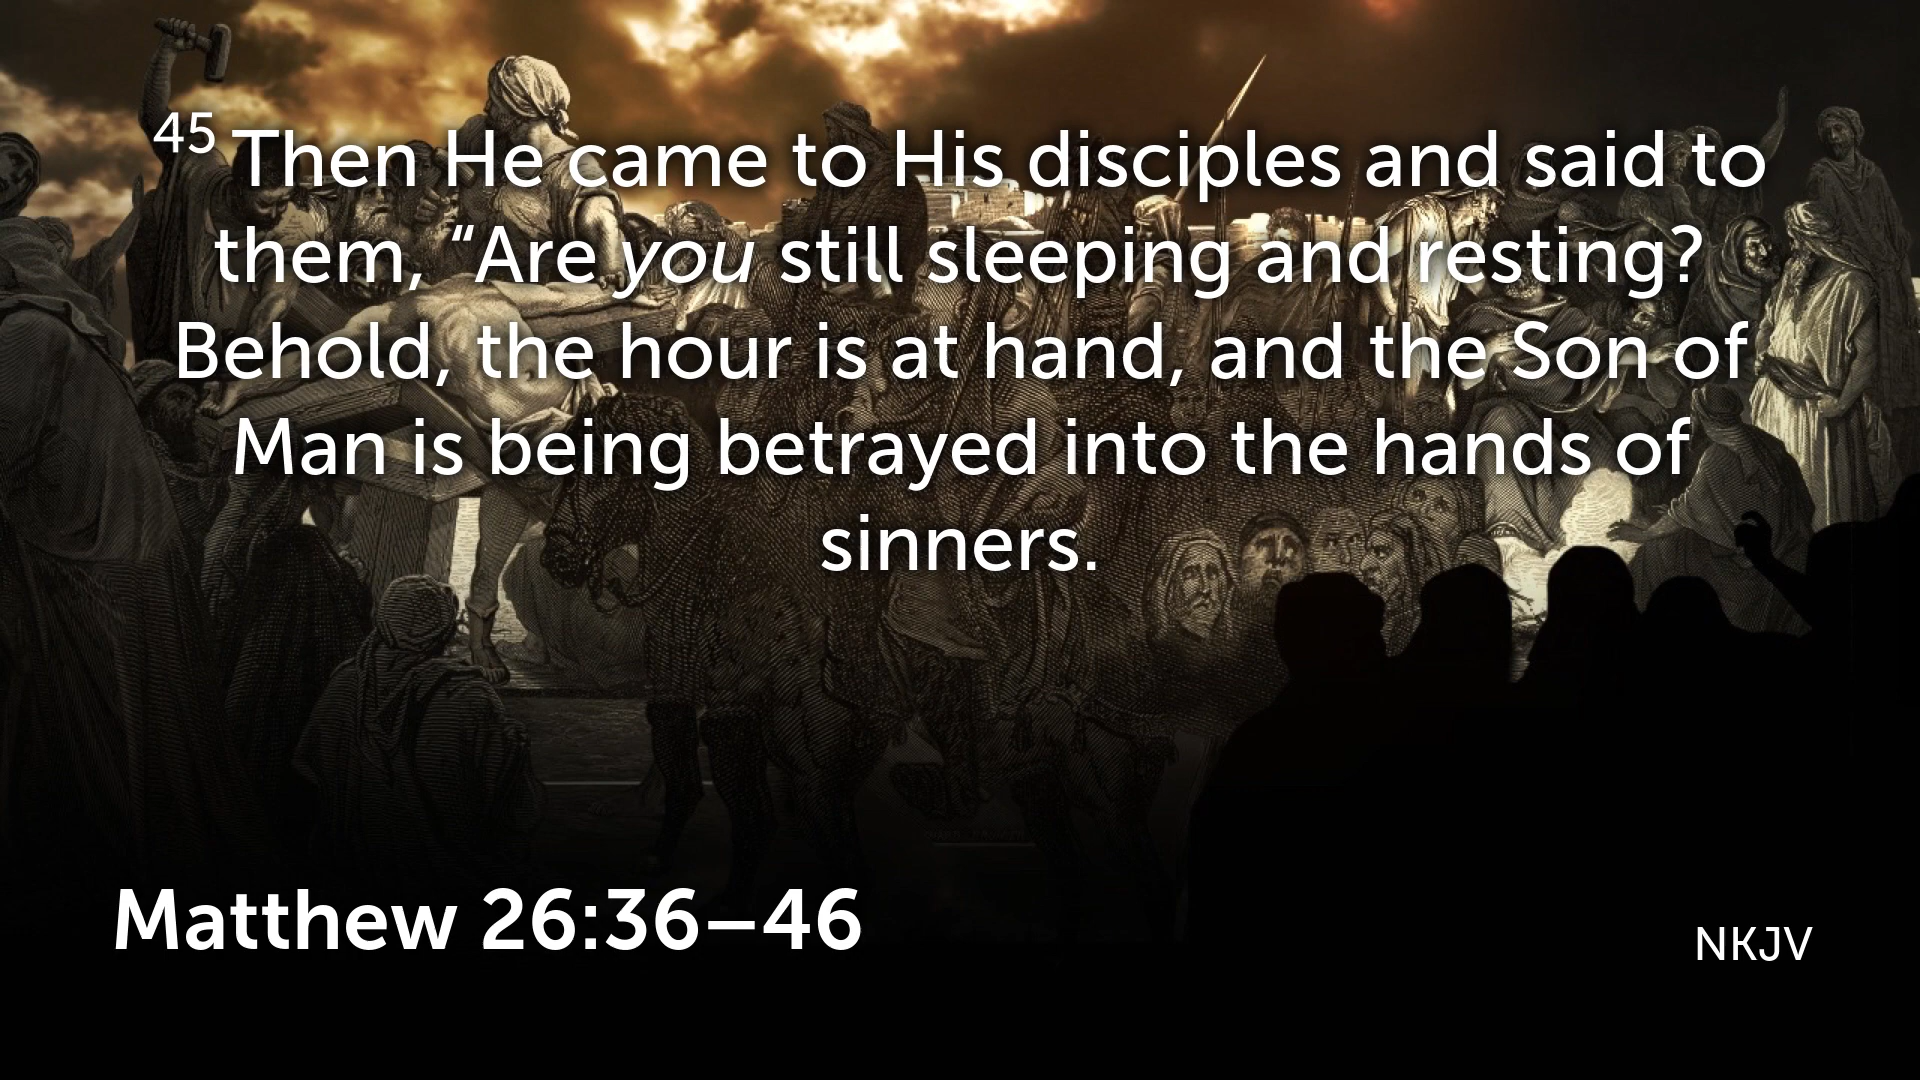 45 Then He came to His disciples and said to
them, “Are you still sleeping and resting?
Behold, the hour is at hand, and the Son of
Man is being betrayed into the hands of
sinners.
Matthew 26:36–46
NKJV